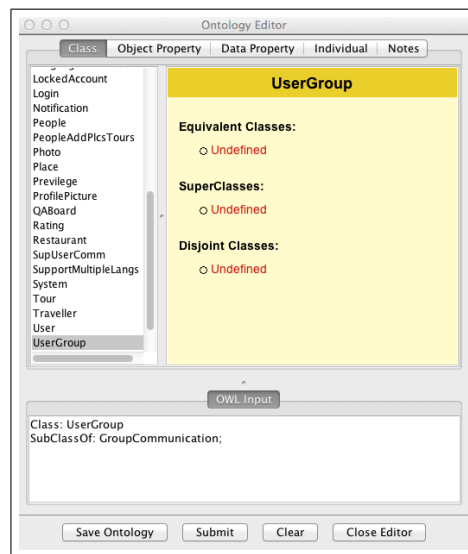 Ontology Editor
Class Object Property Data Property Individual Notes
LockedAccount
Login
Notification
People
PeopleAddPlcsTours
Photo
Place
Previlege
ProfilePicture
QABoard
Rating
Restaurant
SupUserComm
SupportMultipleLangs
System
Tour
Traveller
User
UserGroup
UserGroup
Equivalent Classes:
Undefined
SuperClasses:
Undefined
Disjoint Classes:
Undefined
OWL Input
Class: UserGroup
SubClassOf: GroupCommunication;
Save Ontology Submit Clear Close Editor